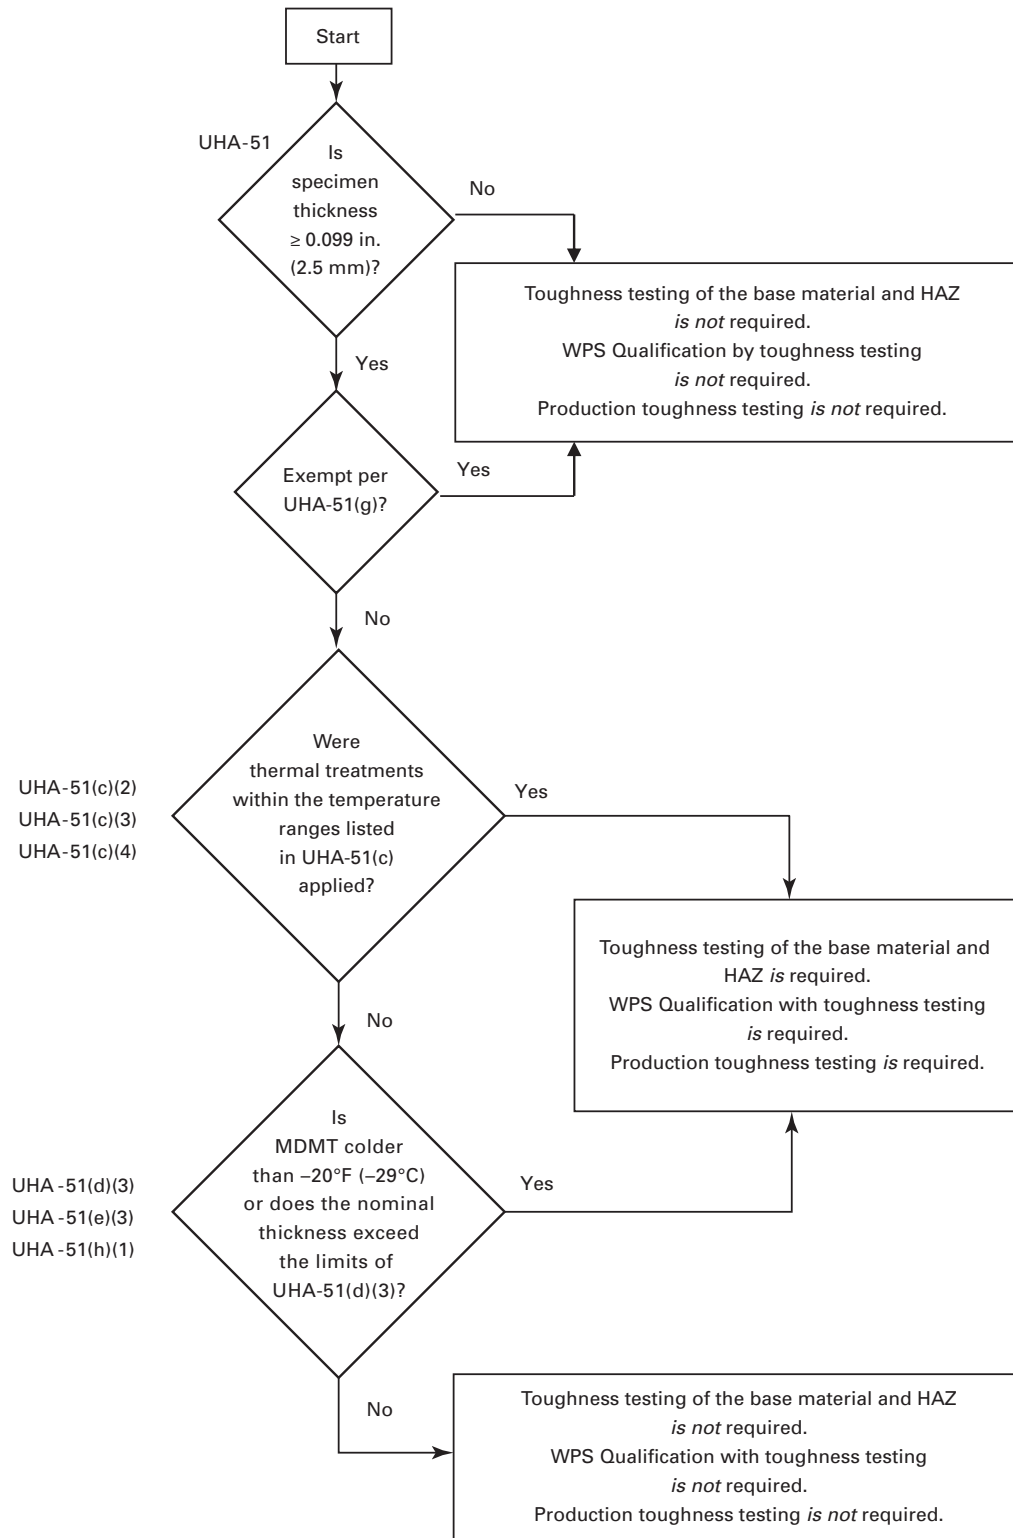 Start
UHA-51
Is
specimen
thickness
≥ 0.099 in.
(2.5 mm)?
No
Toughness testing of the base material and HAZ
is not required.
WPS Qualification by toughness testing
is not required.
Production toughness testing is not required.
Yes
Exempt per
UHA-51(g)?
Yes
No
Were
thermal treatments
within the temperature
ranges listed
in UHA-51(c)
applied?
UHA-51(c)(2)
UHA-51(c)(3)
UHA-51(c)(4)
Yes
Toughness testing of the base material and
HAZ is required.
WPS Qualification with toughness testing
is required.
Production toughness testing is required.
No
Is
MDMT colder
than –20°F (–29°C)
or does the nominal
thickness exceed
the limits of
UHA-51(d)(3)?
UHA-51(d)(3)
UHA-51(e)(3)
UHA-51(h)(1)
Yes
No
Toughness testing of the base material and HAZ
is not required.
WPS Qualification with toughness testing
is not required.
Production toughness testing is not required.